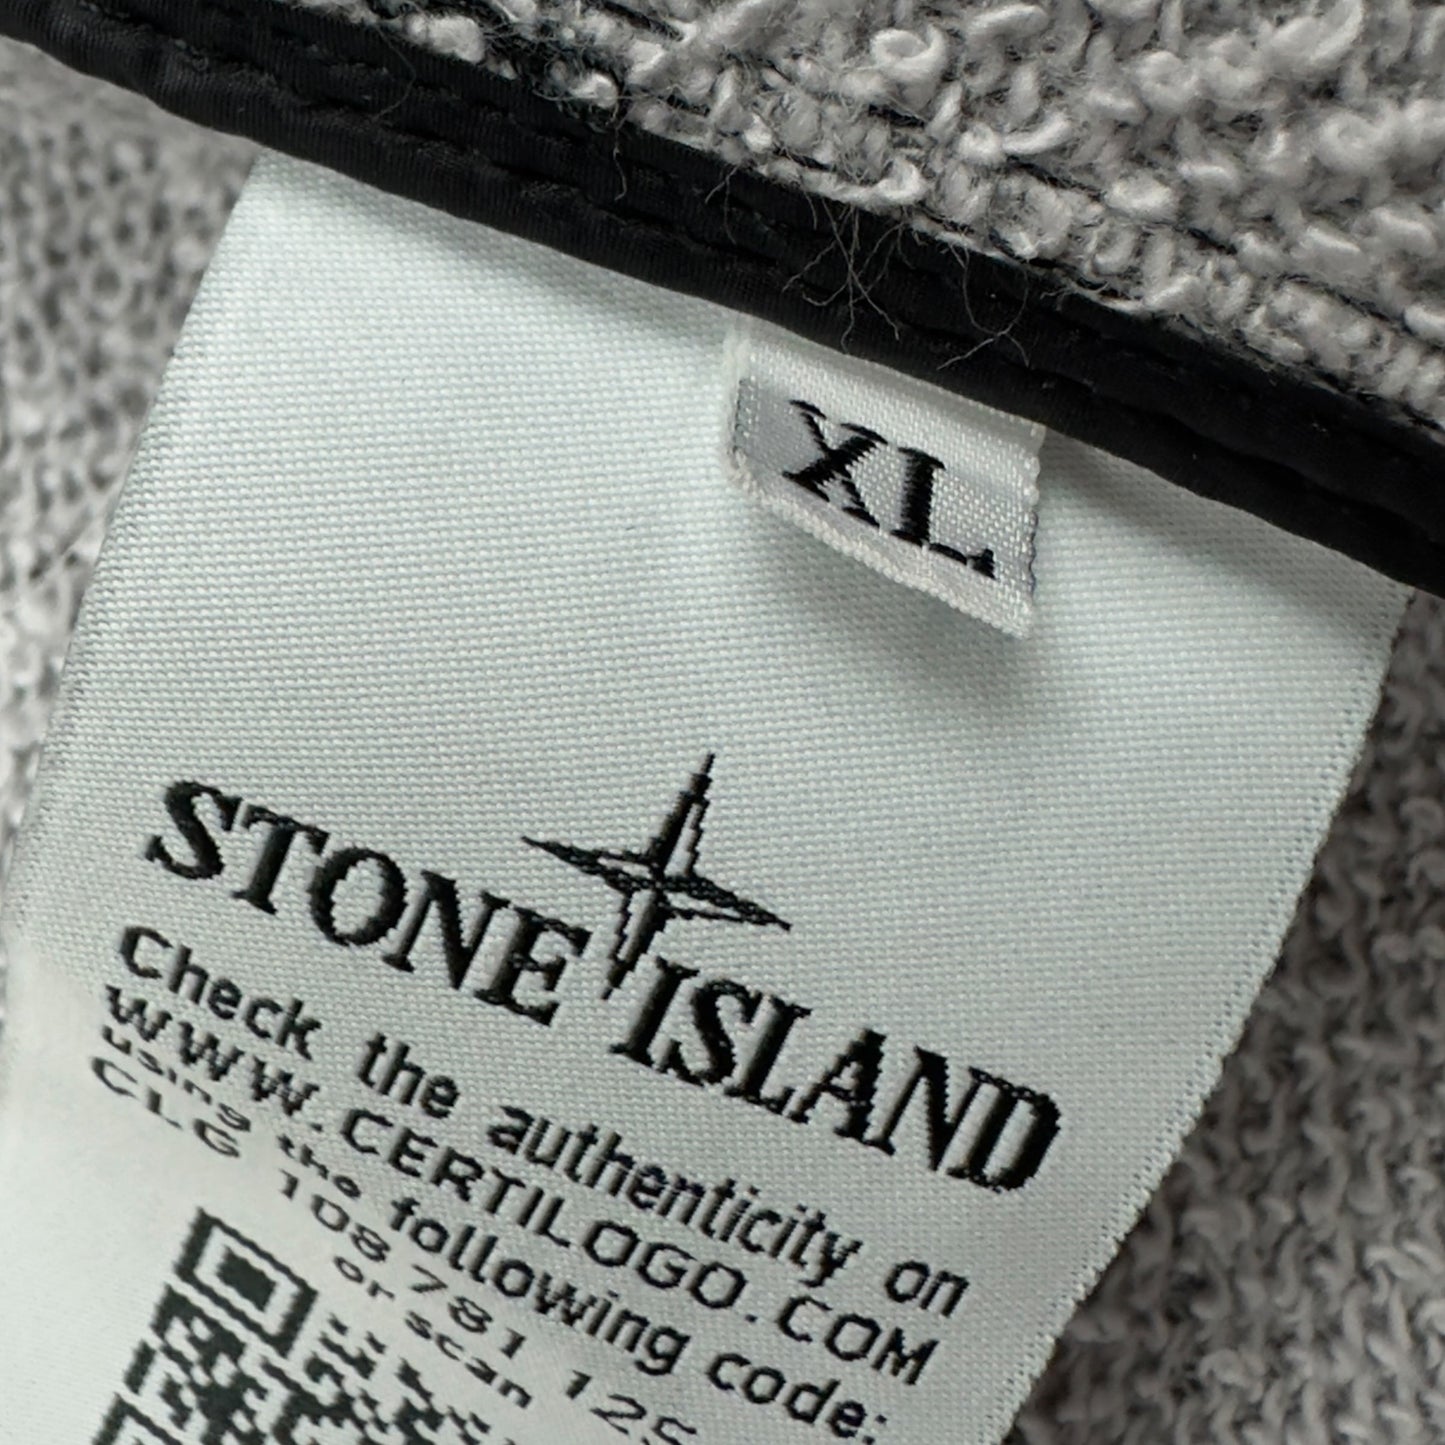 XL
STONE ISLAND
Check the authenticity on
WWW.CERTILOGO.COM
using the following code:
CLG 108 781 125
or scan